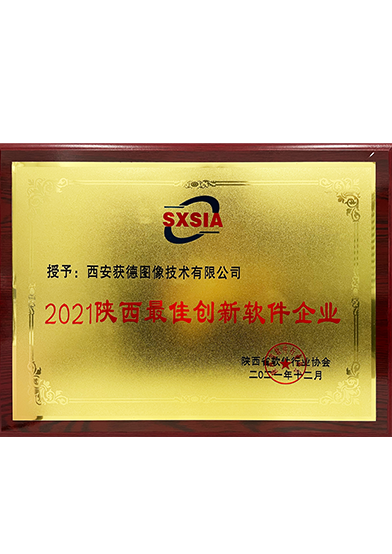 SXSIA
授予：西安获德图像技术有限公司
2021陕西最佳创新软件企业
陕西省软件行业协会
二〇二一年十二月